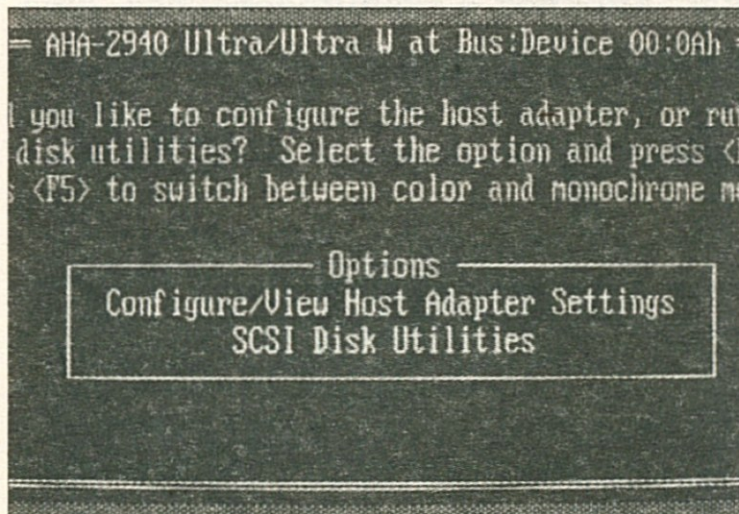 AHA-2940 Ultra/Ultra W at Bus:Device 00:0Ah
you like to configure the host adapter, or
disk utilities? Select the option and press
<F5> to switch between color and monochrome
Options
Configure/View Host Adapter Settings
SCSI Disk Utilities